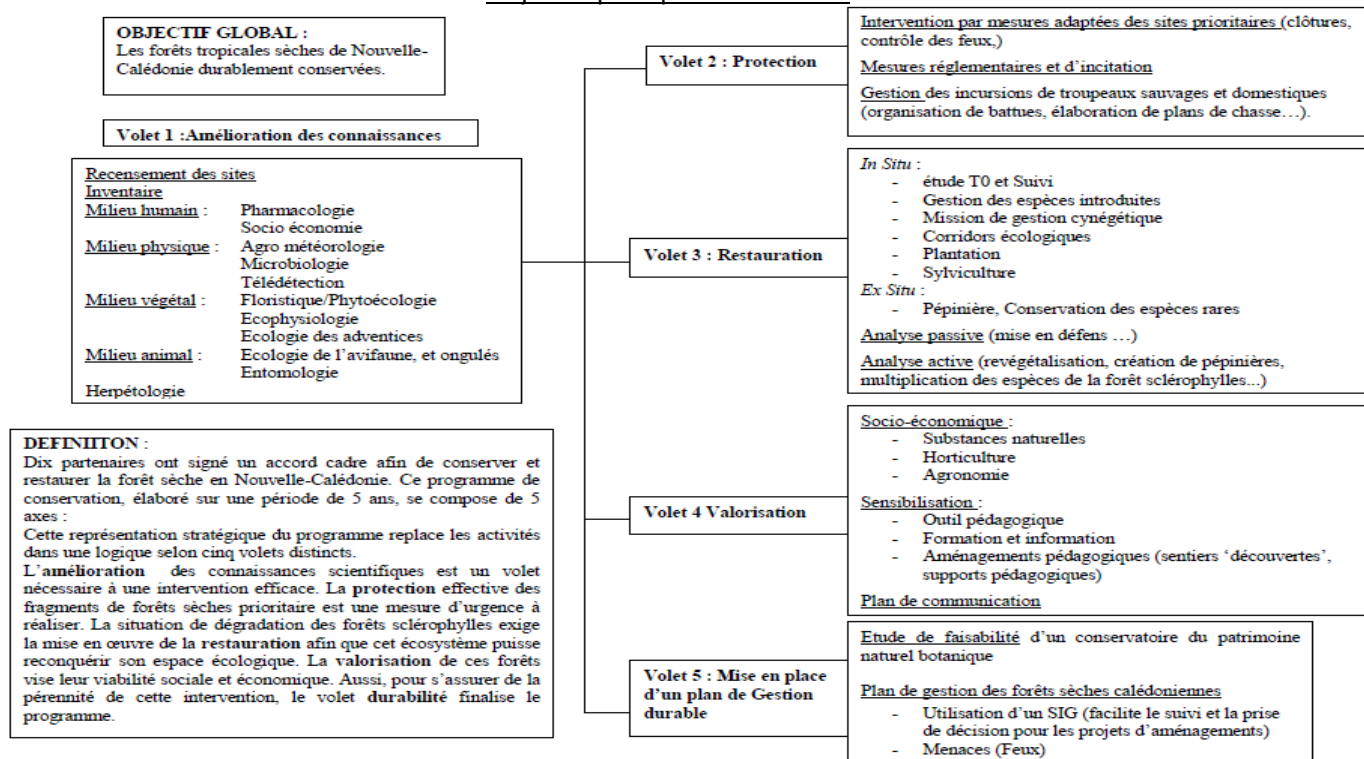 OBJECTIF GLOBAL :
Les forêts tropicales sèches de Nouvelle-
Calédonie durablement conservées.
Volet 1 :Amélioration des connaissances
Recensement des sites
Inventaire
Milieu humain : Pharmacologie
Socio économie
Milieu physique : Agro météorologie
Microbiologie
Télédétection
Milieu végétal : Floristique/Phytoécologie
Ecophysiologie
Ecologie des adventices
Milieu animal : Ecologie de l'avifaune, et ongulés
Entomologie
Herpétologie
DEFINIITON :
Dix partenaires ont signé un accord cadre afin de conserver et
restaurer la forêt sèche en Nouvelle-Calédonie. Ce programme de
conservation, élaboré sur une période de 5 ans, se compose de 5
axes :
Cette représentation stratégique du programme replace les activités
dans une logique selon cinq volets distincts.
L'amélioration des connaissances scientifiques est un volet
nécessaire à une intervention efficace. La protection effective des
fragments de forêts sèches prioritaire est une mesure d'urgence à
réaliser. La situation de dégradation des forêts sclérophylles exige
la mise en œuvre de la restauration afin que cet écosystème puisse
reconquérir son espace écologique. La valorisation de ces forêts
vise leur viabilité sociale et économique. Aussi, pour s'assurer de la
pérennité de cette intervention, le volet durabilité finalise le
programme.
Volet 2 : Protection
Intervention par mesures adaptées des sites prioritaires (clôtures,
contrôle des feux,)
Mesures réglementaires et d'incitation
Gestion des incursions de troupeaux sauvages et domestiques
(organisation de battues, élaboration de plans de chasse…).
Volet 3 : Restauration
In Situ :
- étude T0 et Suivi
- Gestion des espèces introduites
- Mission de gestion cynégétique
- Corridors écologiques
- Plantation
- Sylviculture
Ex Situ :
- Pépinière, Conservation des espèces rares
Analyse passive (mise en défens …)
Analyse active (revégétalisation, création de pépinières,
multiplication des espèces de la forêt sclérophylles...)
Volet 4 Valorisation
Socio-économique :
- Substances naturelles
- Horticulture
- Agronomie
Sensibilisation :
- Outil pédagogique
- Formation et information
- Aménagements pédagogiques (sentiers 'découvertes',
supports pédagogiques)
Plan de communication
Volet 5 : Mise en place
d'un plan de Gestion
durable
Etude de faisabilité d'un conservatoire du patrimoine
naturel botanique
Plan de gestion des forêts sèches calédoniennes
- Utilisation d'un SIG (facilite le suivi et la prise
de décision pour les projets d'aménagements)
- Menaces (Feux)